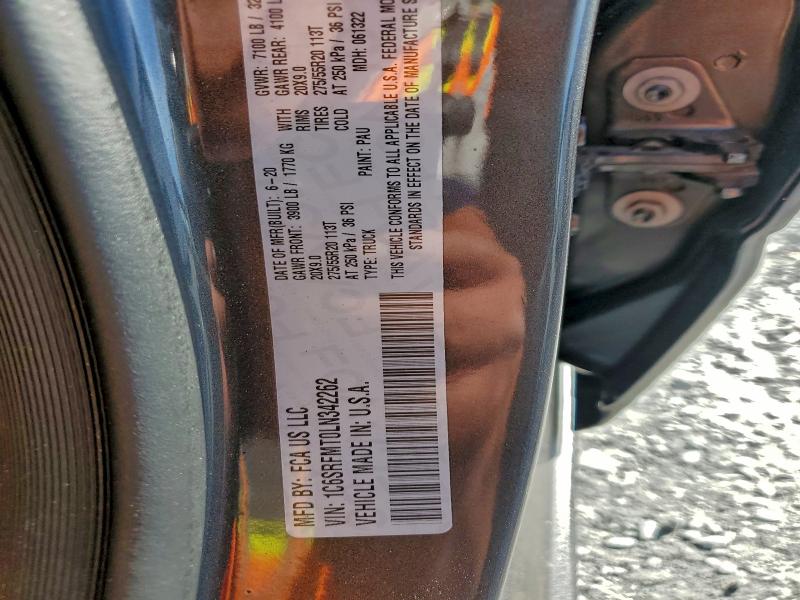 MFD BY: FCA US LLC
DATE OF MFR(BUILT): 6-20
GVWR: 7100 LB / 32
GAWR FRONT: 3900 LB / 1770 KG
WITH
GAWR REAR: 4100 L
20X9.0
RIMS
20X9.0
275/55R20 113T
TIRES
275/55R20 113T
AT 250 kPa / 36 PSI
COLD
AT 250 kPa / 36 PSI
VIN: 1C6SRFMT0LN342262
TYPE: TRUCK
PAINT: PAU
MDH: 061322
VEHICLE MADE IN: U.S.A.
THIS VEHICLE CONFORMS TO ALL APPLICABLE U.S.A. FEDERAL MO
STANDARDS IN EFFECT ON THE DATE OF MANUFACTURE S